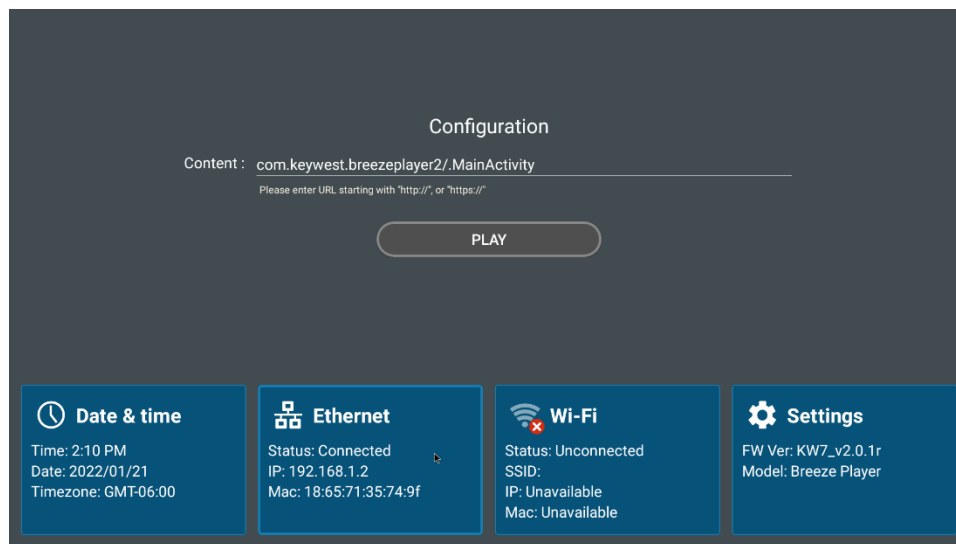 Configuration
Content : com.keywest.breezeplayer2/.MainActivity
Please enter URL starting with "http://", or "https://"
PLAY
Date & time
Time: 2:10 PM
Date: 2022/01/21
Timezone: GMT-06:00
Ethernet
Status: Connected
IP: 192.168.1.2
Mac: 18:65:71:35:74:9f
Wi-Fi
Status: Unconnected
SSID:
IP: Unavailable
Mac: Unavailable
Settings
FW Ver: KW7_v2.0.1r
Model: Breeze Player